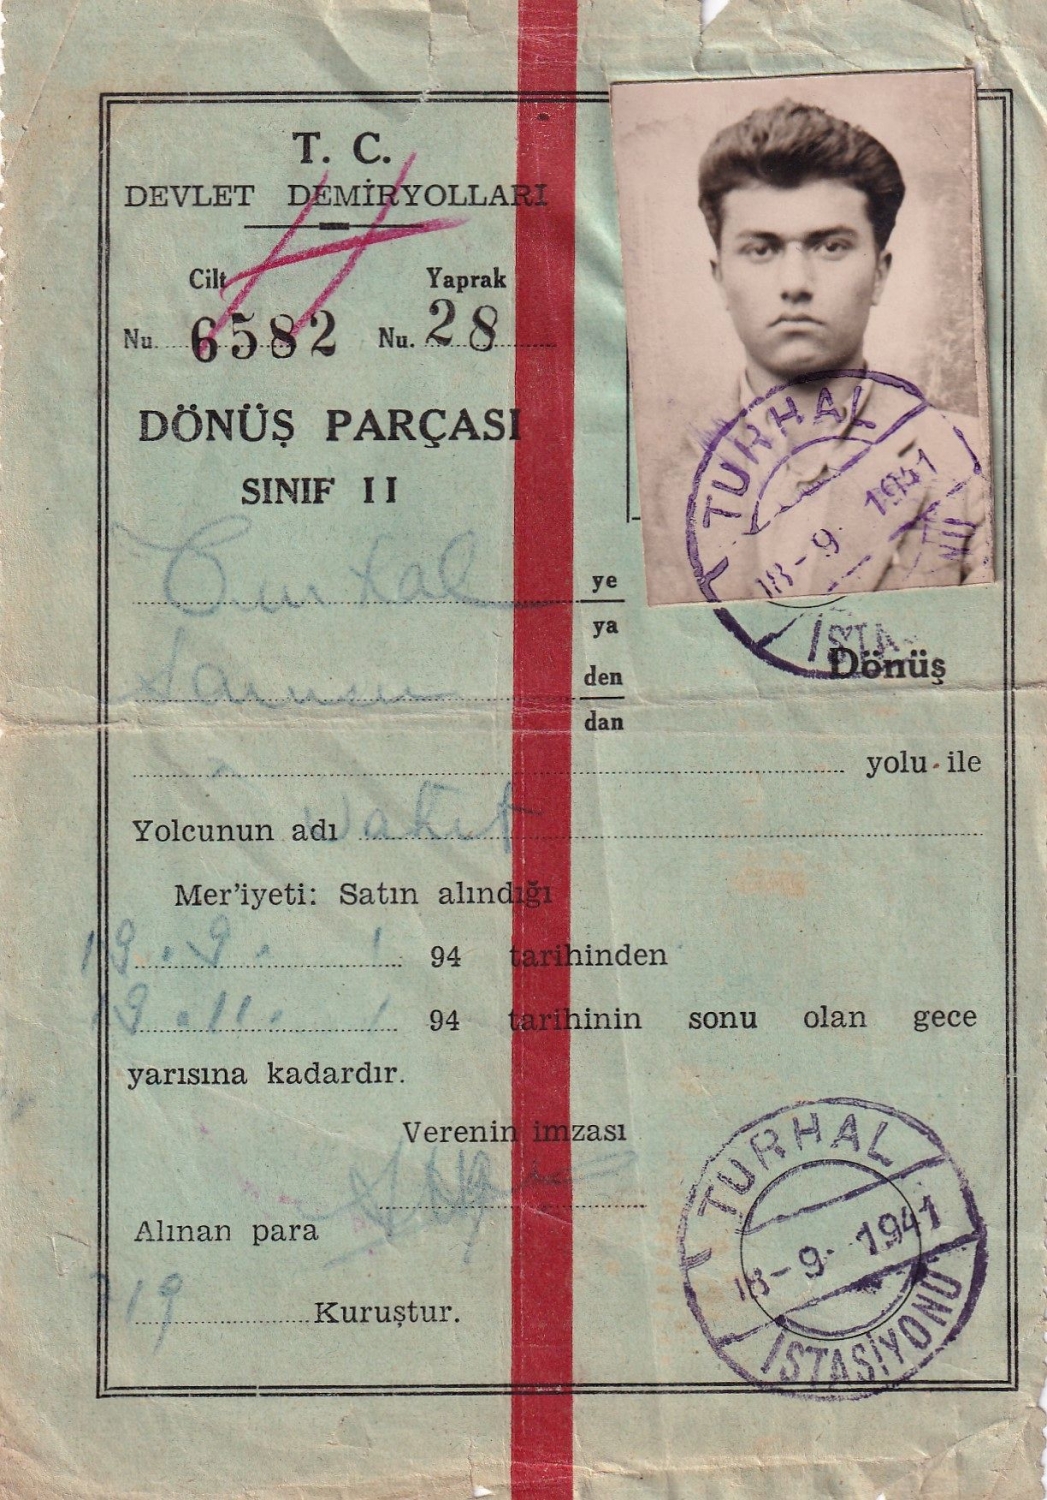 T. C.
DEVLET DEMİRYOLLARI
Cilt Yaprak
Nu. 6582 Nu. 28
DÖNÜŞ PARÇASI
SINIF II
TURHAL
18-9- 1941
İSTA NU
Turhal ye
ya
Samsun den
dan
Dönüş
yolu ile
Yolcunun adı Vahit
Mer'iyeti: Satın alındığı
19.9. 1 94 tarihinden
19.11. 1 94 tarihinin sonu olan gece
yarısına kadardır.
Verenin imzası
Alınan para
719 Kuruştur.
TURHAL
18-9- 1941
İSTASİYONU